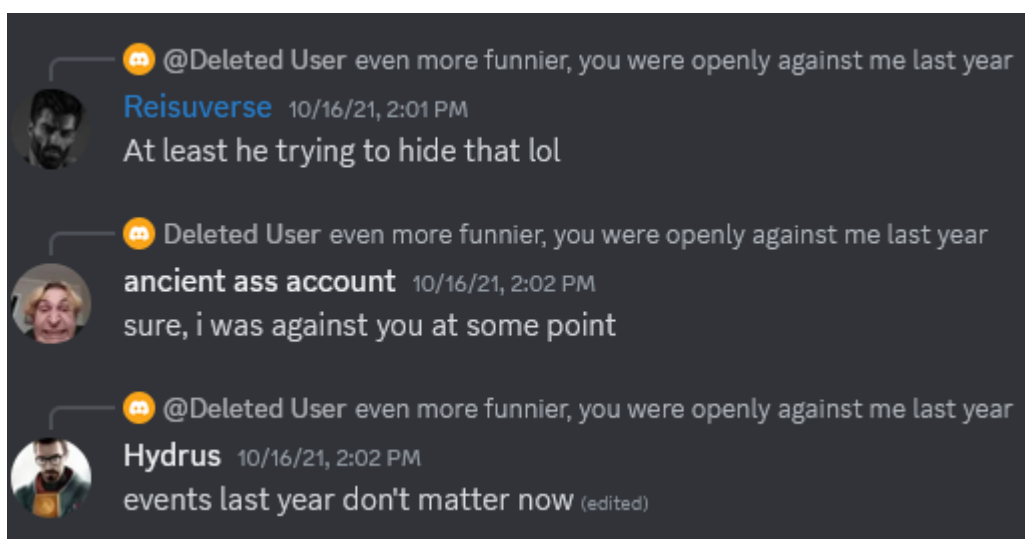 @Deleted User even more funnier, you were openly against me last year
Reisuverse 10/16/21, 2:01 PM
At least he trying to hide that lol
Deleted User even more funnier, you were openly against me last year
ancient ass account 10/16/21, 2:02 PM
sure, i was against you at some point
@Deleted User even more funnier, you were openly against me last year
Hydrus 10/16/21, 2:02 PM
events last year don't matter now (edited)